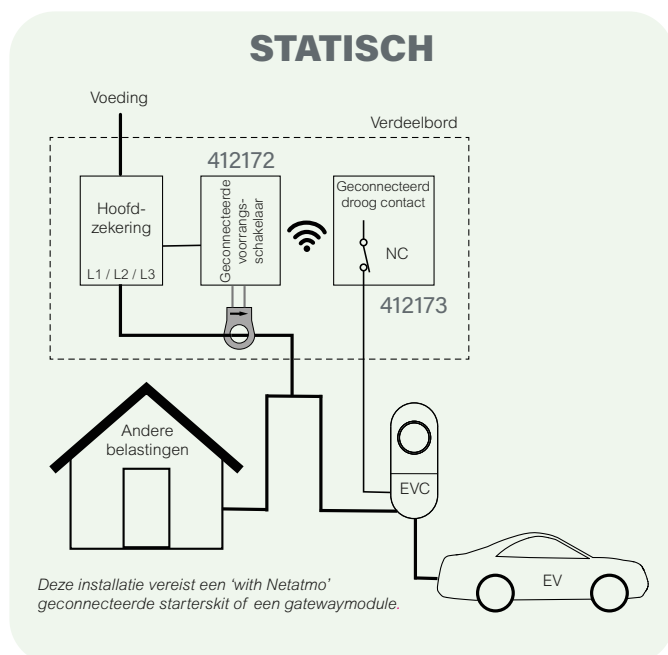 STATISCH
Voeding
Verdeelbord
412172
Hoofd-
zekering
L1 / L2 / L3
Geconnecteerde
voorrangs-
schakelaar
Geconnecteerd
droog contact
NC
412173
Andere
belastingen
EVC
EV
Deze installatie vereist een ‘with Netatmo’
geconnecteerde starterskit of een gatewaymodule.